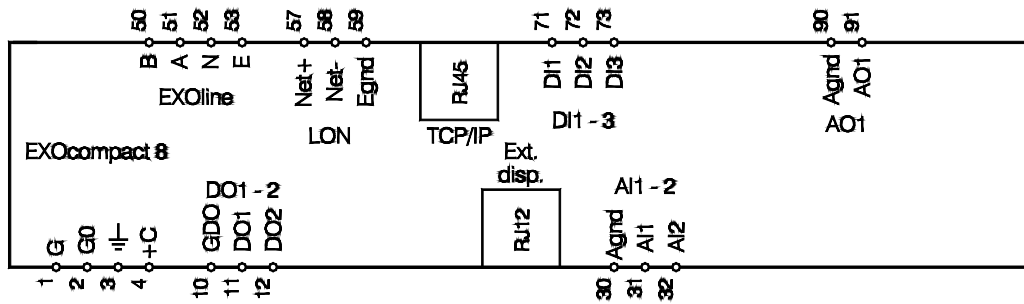 50 51 52 53 57 58 59 71 72 73 90 91
B A N E Net+ Net- Egnd RJ45 DI1 DI2 DI3 Agnd AO1
EXOline
LON
TCP/IP
DI1 - 3
AO1
EXOcompact 8
Ext.
disp.
DO1 - 2
AI1 - 2
G G0 +C GDO DO1 DO2 RJ12 Agnd AI1 AI2
1 2 3 4 10 11 12 30 31 32